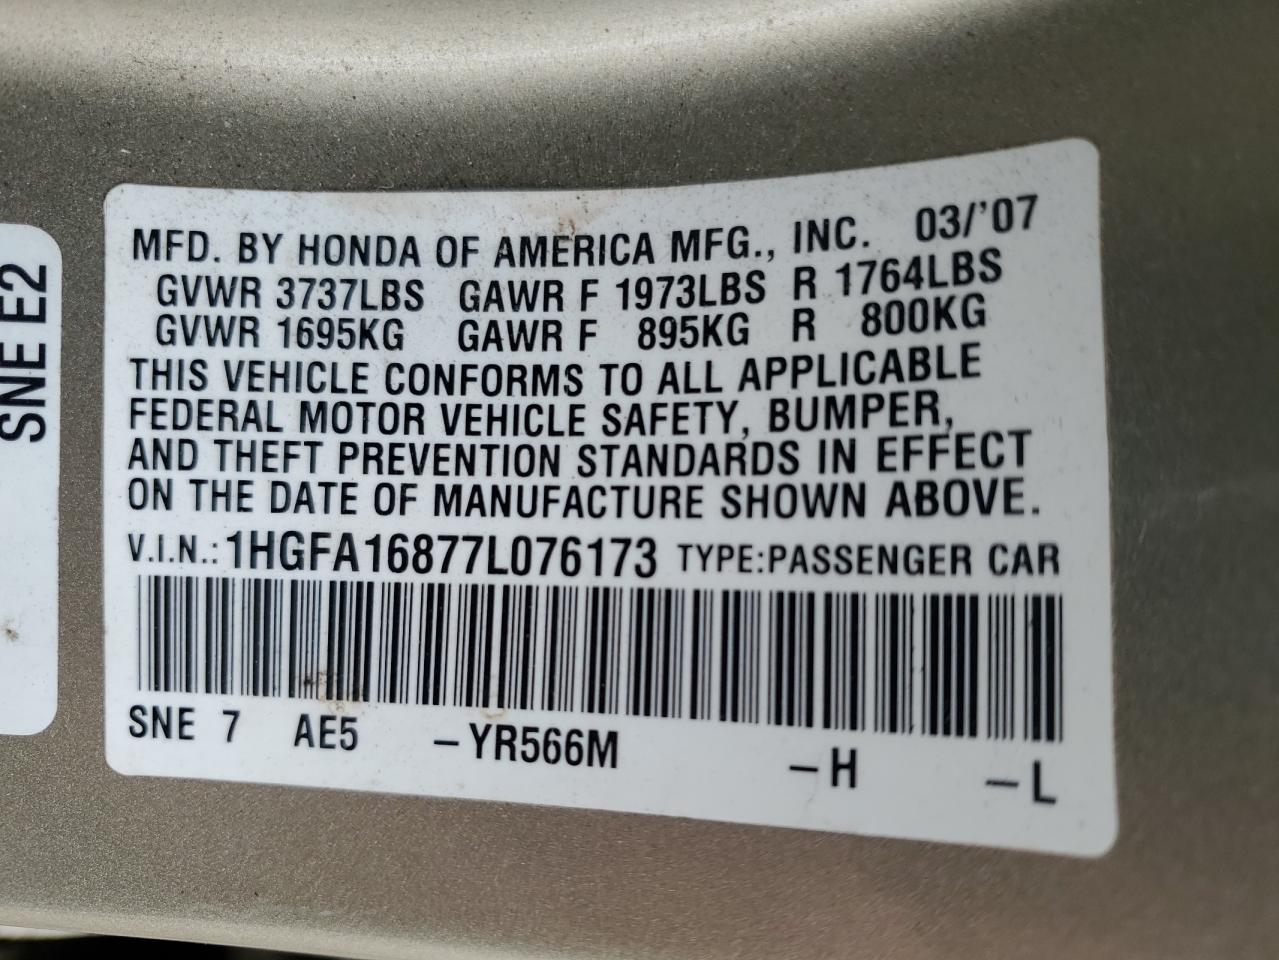 SNE E2
MFD. BY HONDA OF AMERICA MFG., INC. 03/'07
GVWR 3737LBS GAWR F 1973LBS R 1764LBS
GVWR 1695KG GAWR F 895KG R 800KG
THIS VEHICLE CONFORMS TO ALL APPLICABLE
FEDERAL MOTOR VEHICLE SAFETY, BUMPER,
AND THEFT PREVENTION STANDARDS IN EFFECT
ON THE DATE OF MANUFACTURE SHOWN ABOVE.
V.I.N.: 1HGFA16877L076173 TYPE:PASSENGER CAR
SNE 7 AE5 –YR566M –H –L